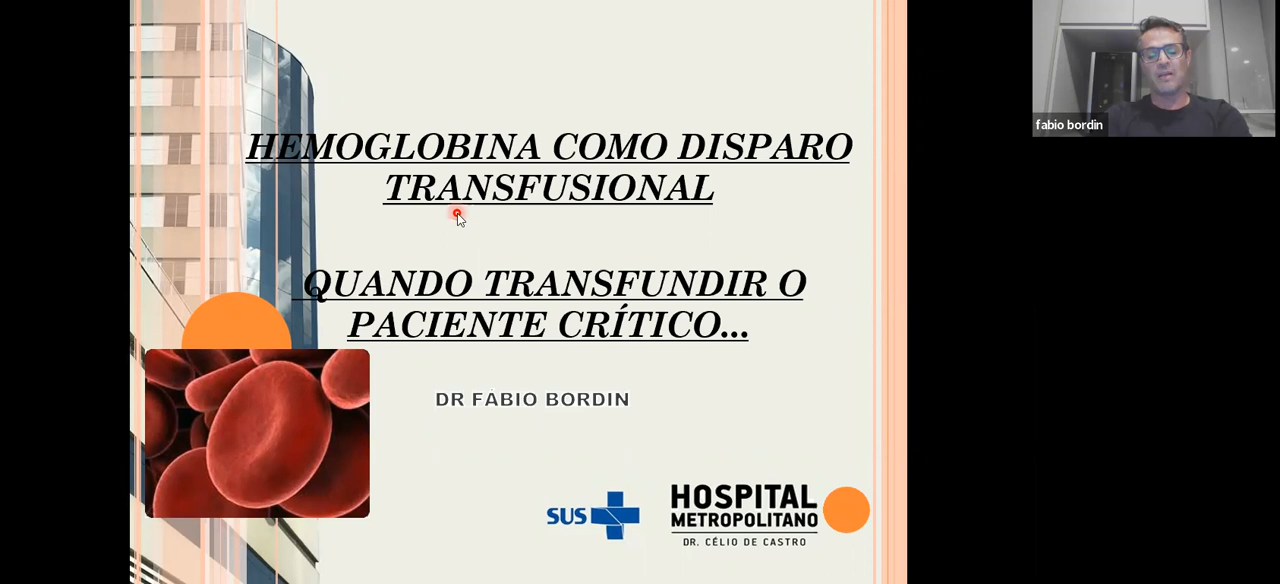 HEMOGLOBINA COMO DISPARO
TRANSFUSIONAL
QUANDO TRANSFUNDIR O
PACIENTE CRÍTICO...
DR FÁBIO BORDIN
SUS
HOSPITAL
METROPOLITANO
DR. CÉLIO DE CASTRO
fabio bordin